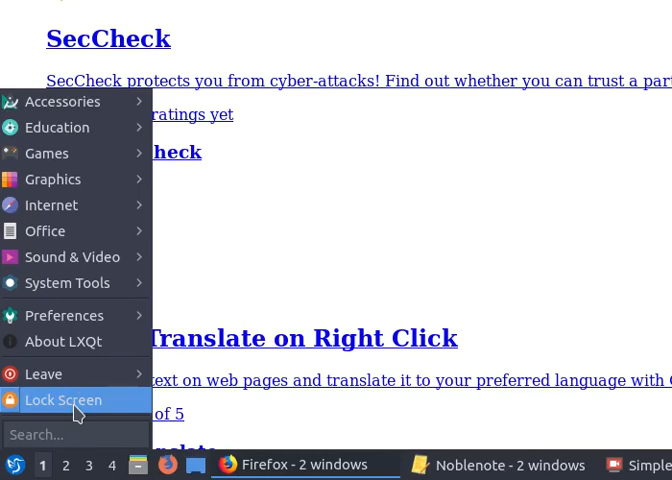 SecCheck
SecCheck protects you from cyber-attacks! Find out whether you can trust a part
ratings yet
heck
Translate on Right Click
text on web pages and translate it to your preferred language with
of 5
Accessories
Education
Games
Graphics
Internet
Office
Sound & Video
System Tools
Preferences
About LXQt
Leave
Lock Screen
Search...
1 2 3 4 Firefox - 2 windows Noblenote - 2 windows Simple